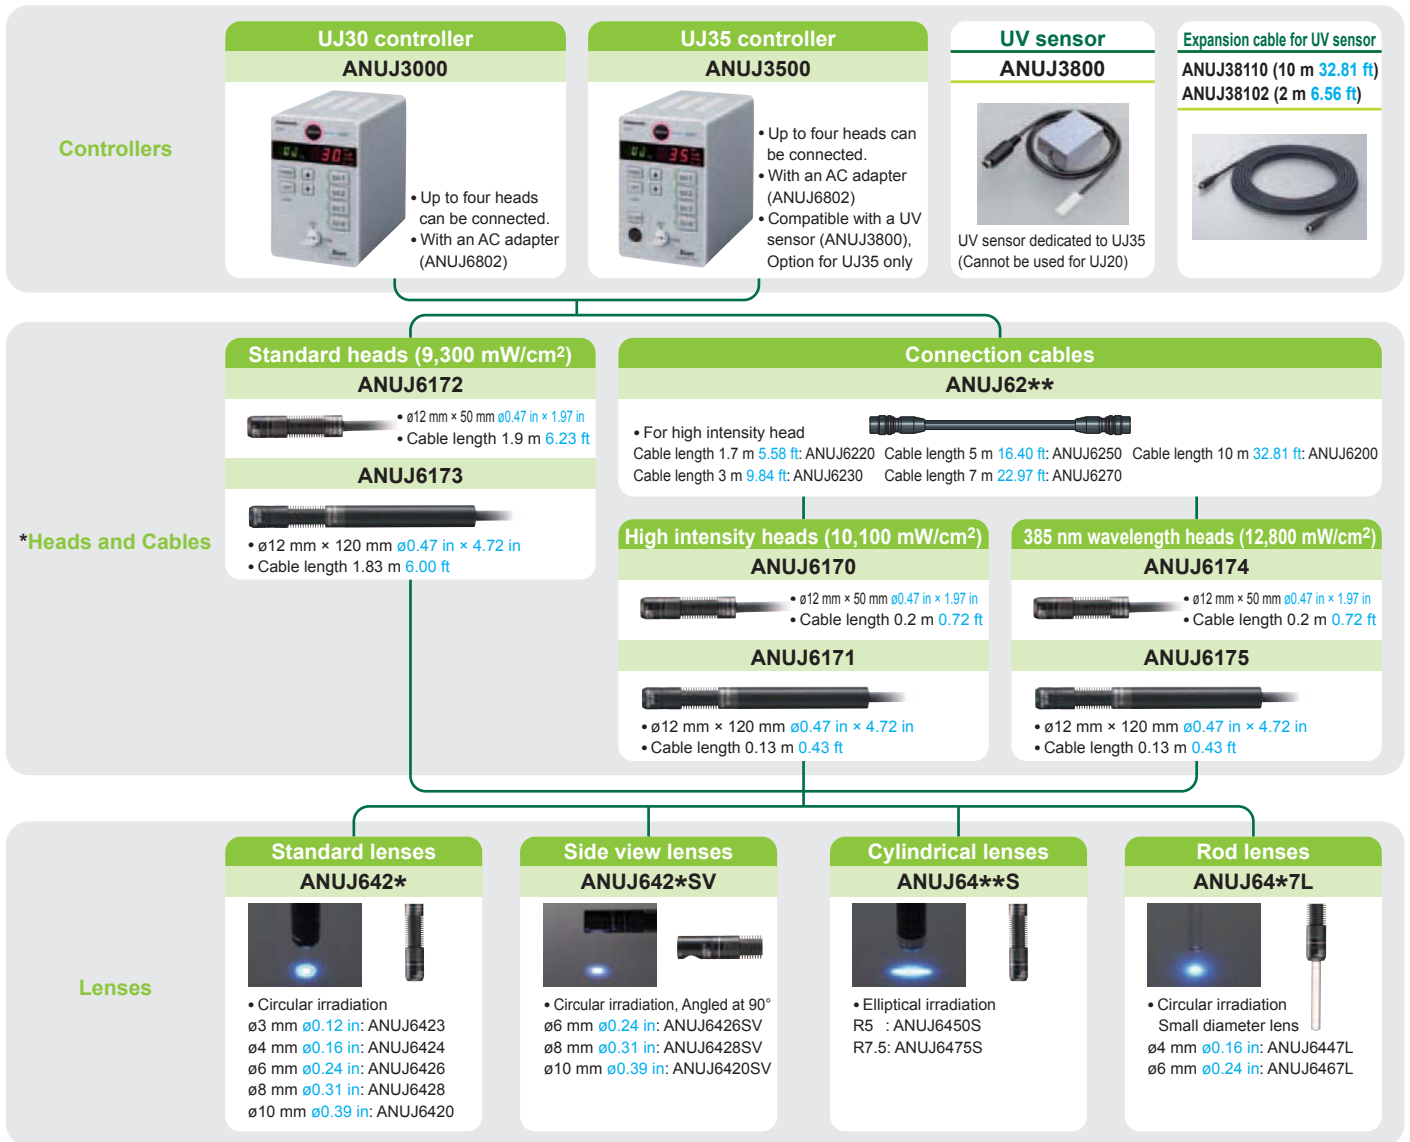 Controllers
UJ30 controller
ANUJ3000
• Up to four heads
can be connected.
• With an AC adapter
(ANUJ6802)
UJ35 controller
ANUJ3500
• Up to four heads can
be connected.
• With an AC adapter
(ANUJ6802)
• Compatible with a UV
sensor (ANUJ3800),
Option for UJ35 only
UV sensor
ANUJ3800
UV sensor dedicated to UJ35
(Cannot be used for UJ20)
Expansion cable for UV sensor
ANUJ38110 (10 m 32.81 ft)
ANUJ38102 (2 m 6.56 ft)
*Heads and Cables
Standard heads (9,300 mW/cm²)
ANUJ6172
• ø12 mm × 50 mm ø0.47 in × 1.97 in
• Cable length 1.9 m 6.23 ft
ANUJ6173
• ø12 mm × 120 mm ø0.47 in × 4.72 in
• Cable length 1.83 m 6.00 ft
Connection cables
ANUJ62**
• For high intensity head
Cable length 1.7 m 5.58 ft: ANUJ6220 Cable length 5 m 16.40 ft: ANUJ6250 Cable length 10 m 32.81 ft: ANUJ6200
Cable length 3 m 9.84 ft: ANUJ6230 Cable length 7 m 22.97 ft: ANUJ6270
High intensity heads (10,100 mW/cm²)
ANUJ6170
• ø12 mm × 50 mm ø0.47 in × 1.97 in
• Cable length 0.2 m 0.72 ft
ANUJ6171
• ø12 mm × 120 mm ø0.47 in × 4.72 in
• Cable length 0.13 m 0.43 ft
385 nm wavelength heads (12,800 mW/cm²)
ANUJ6174
• ø12 mm × 50 mm ø0.47 in × 1.97 in
• Cable length 0.2 m 0.72 ft
ANUJ6175
• ø12 mm × 120 mm ø0.47 in × 4.72 in
• Cable length 0.13 m 0.43 ft
Lenses
Standard lenses
ANUJ642*
• Circular irradiation
ø3 mm ø0.12 in: ANUJ6423
ø4 mm ø0.16 in: ANUJ6424
ø6 mm ø0.24 in: ANUJ6426
ø8 mm ø0.31 in: ANUJ6428
ø10 mm ø0.39 in: ANUJ6420
Side view lenses
ANUJ642*SV
• Circular irradiation, Angled at 90°
ø6 mm ø0.24 in: ANUJ6426SV
ø8 mm ø0.31 in: ANUJ6428SV
ø10 mm ø0.39 in: ANUJ6420SV
Cylindrical lenses
ANUJ64**S
• Elliptical irradiation
R5 : ANUJ6450S
R7.5: ANUJ6475S
Rod lenses
ANUJ64*7L
• Circular irradiation
Small diameter lens
ø4 mm ø0.16 in: ANUJ6447L
ø6 mm ø0.24 in: ANUJ6467L